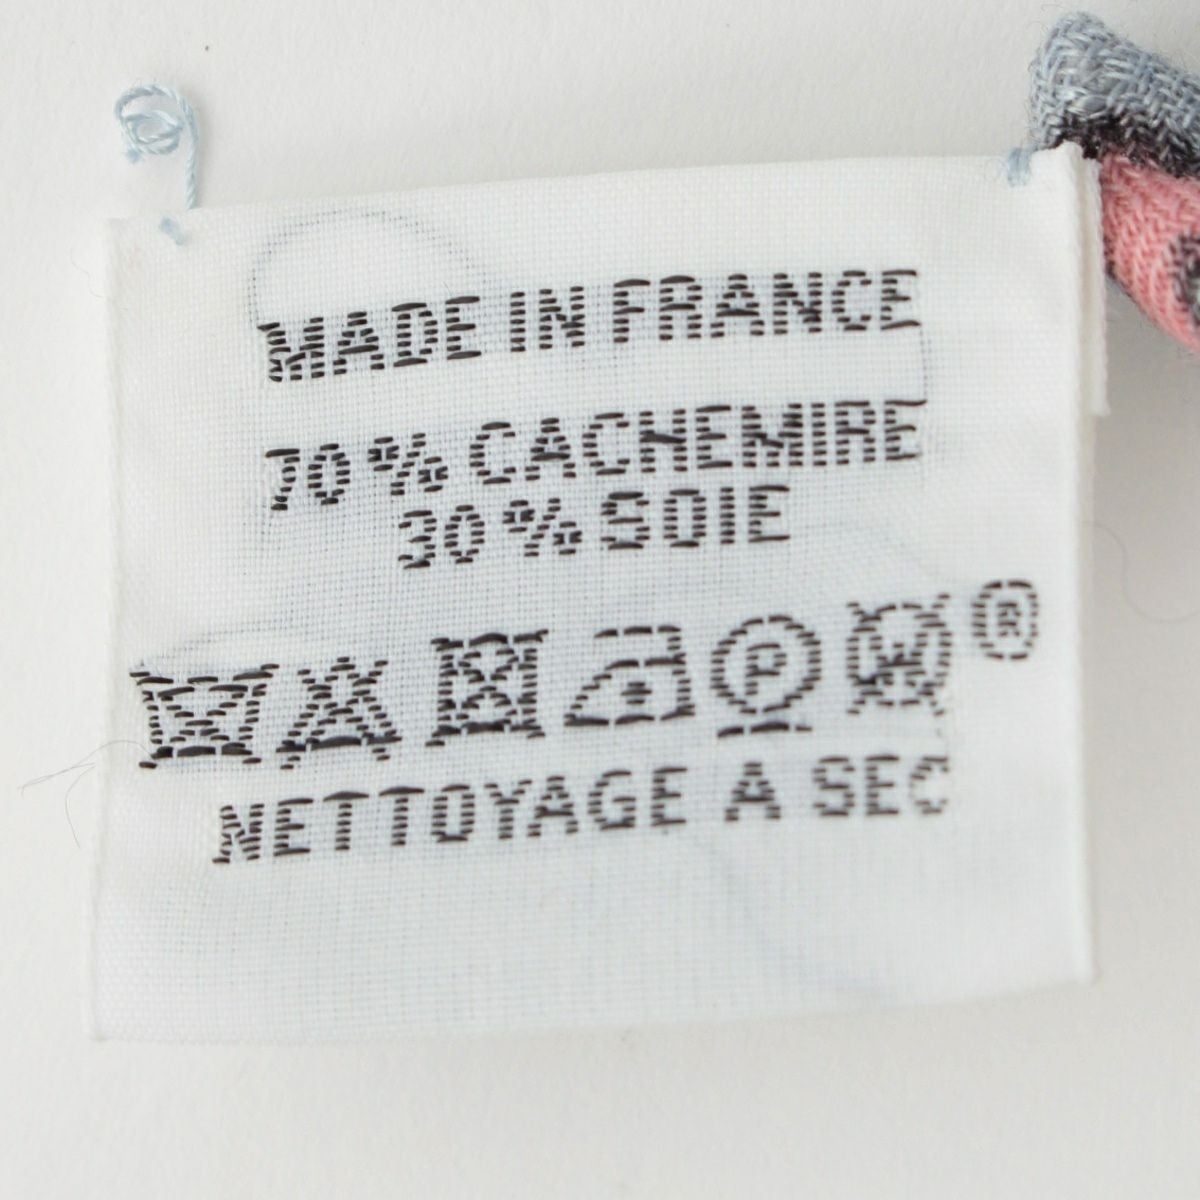 MADE IN FRANCE
70% CACHEMIRE
30% SOIE
P W ®
NETTOYAGE A SEC